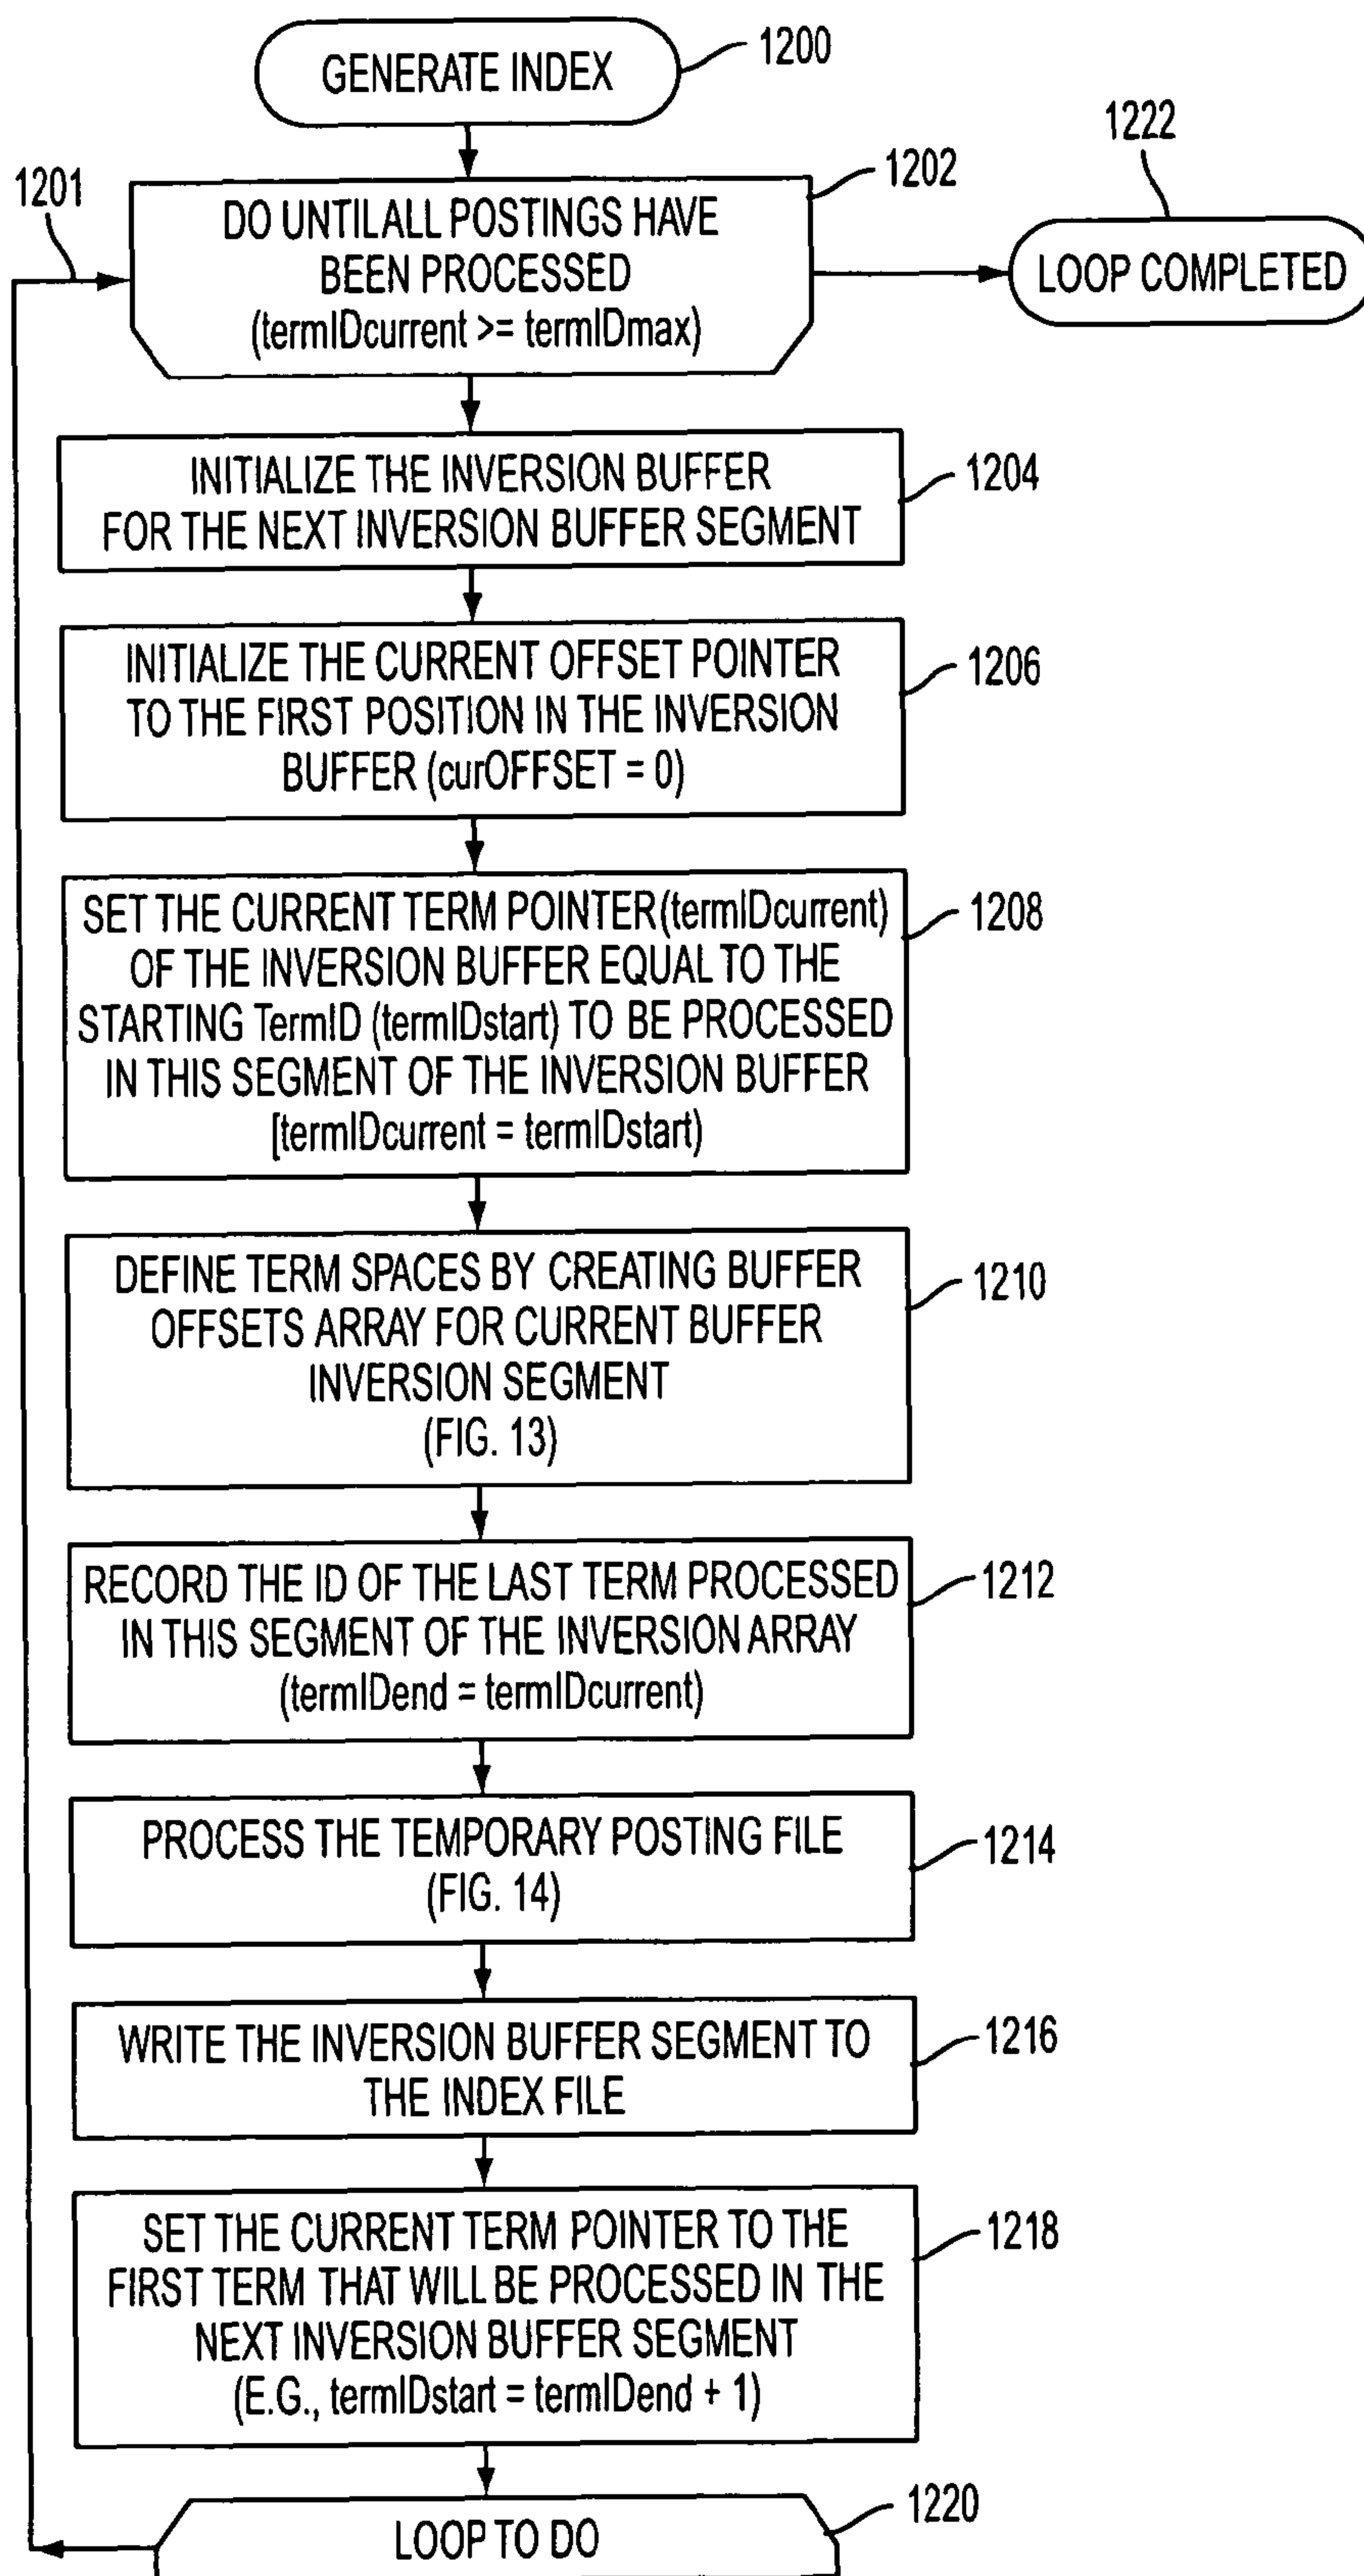 GENERATE INDEX
1200
1222
1201
1202
DO UNTILALL POSTINGS HAVE
BEEN PROCESSED
(termIDcurrent >= termIDmax)
LOOP COMPLETED
INITIALIZE THE INVERSION BUFFER
FOR THE NEXT INVERSION BUFFER SEGMENT
1204
INITIALIZE THE CURRENT OFFSET POINTER
TO THE FIRST POSITION IN THE INVERSION
BUFFER (curOFFSET = 0)
1206
SET THE CURRENT TERM POINTER(termIDcurrent)
OF THE INVERSION BUFFER EQUAL TO THE
STARTING TermID (termIDstart) TO BE PROCESSED
IN THIS SEGMENT OF THE INVERSION BUFFER
[termIDcurrent = termIDstart)
1208
DEFINE TERM SPACES BY CREATING BUFFER
OFFSETS ARRAY FOR CURRENT BUFFER
INVERSION SEGMENT
(FIG. 13)
1210
RECORD THE ID OF THE LAST TERM PROCESSED
IN THIS SEGMENT OF THE INVERSION ARRAY
(termIDend = termIDcurrent)
1212
PROCESS THE TEMPORARY POSTING FILE
(FIG. 14)
1214
WRITE THE INVERSION BUFFER SEGMENT TO
THE INDEX FILE
1216
SET THE CURRENT TERM POINTER TO THE
FIRST TERM THAT WILL BE PROCESSED IN THE
NEXT INVERSION BUFFER SEGMENT
(E.G., termIDstart = termIDend + 1)
1218
LOOP TO DO
1220